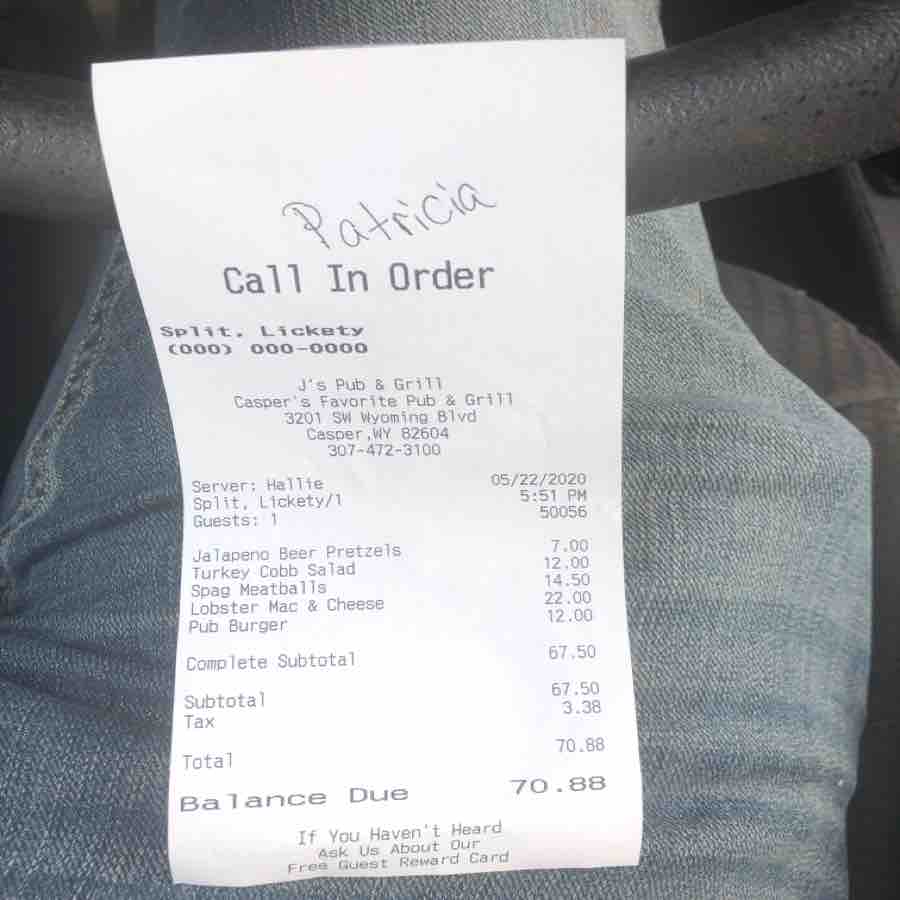 Patricia
Call In Order
Split, Lickety
(000) 000-0000
J's Pub & Grill
Casper's Favorite Pub & Grill
3201 SW Wyoming Blvd
Casper,WY 82604
307-472-3100
Server: Hallie 05/22/2020
Split, Lickety/1 5:51 PM
Guests: 1 50056
Jalapeno Beer Pretzels 7.00
Turkey Cobb Salad 12.00
Spag Meatballs 14.50
Lobster Mac & Cheese 22.00
Pub Burger 12.00
Complete Subtotal 67.50
Subtotal 67.50
Tax 3.38
Total 70.88
Balance Due 70.88
If You Haven't Heard
Ask Us About Our
Free Guest Reward Card